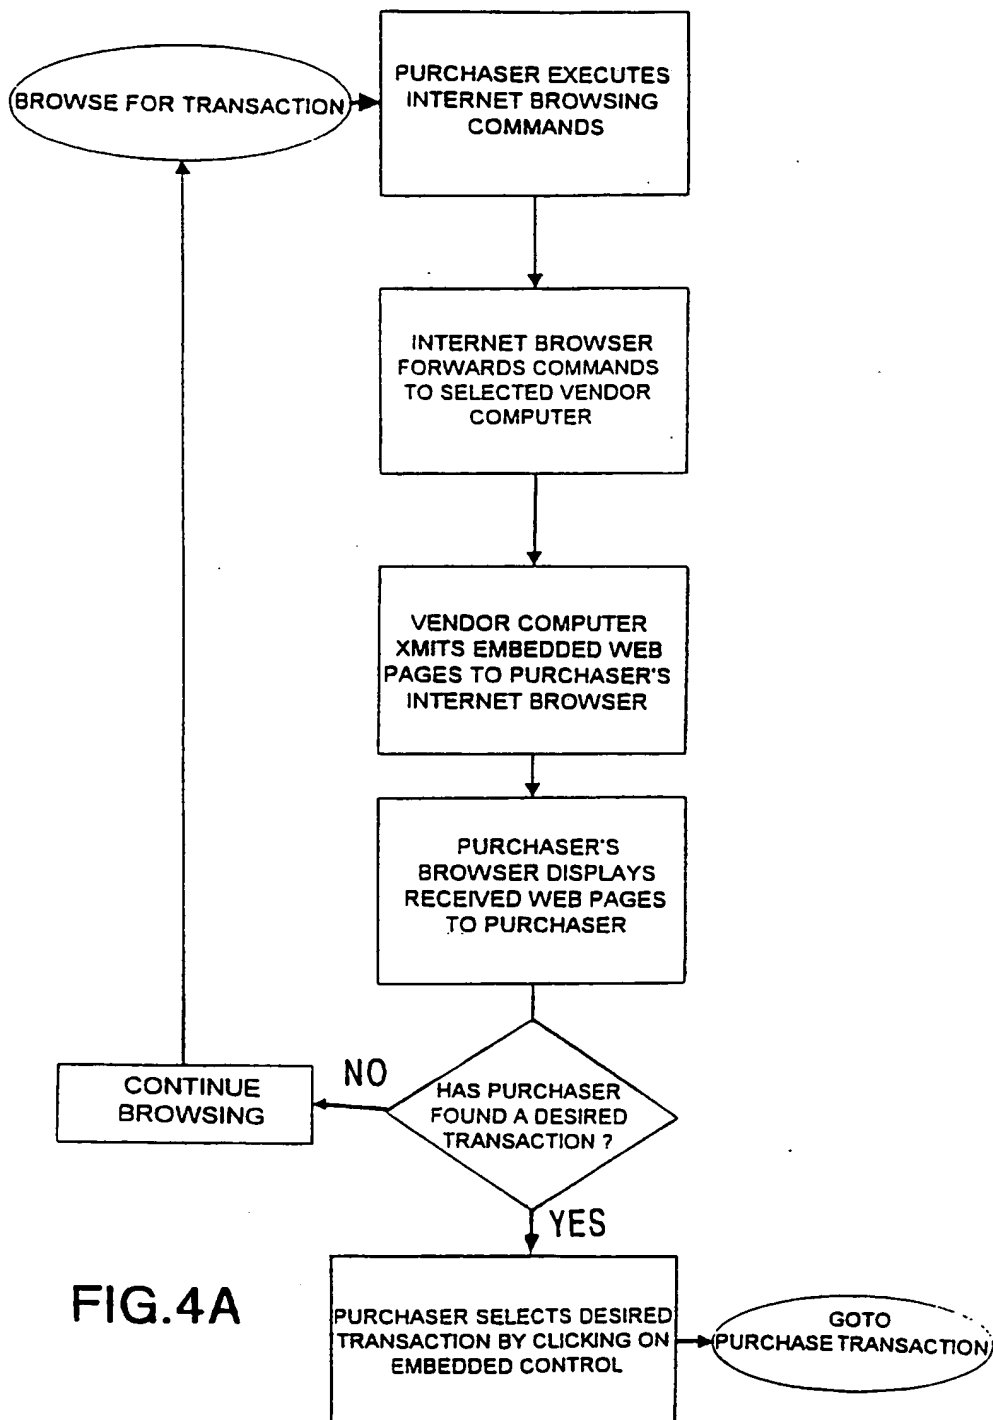 BROWSE FOR TRANSACTION
PURCHASER EXECUTES
INTERNET BROWSING
COMMANDS
INTERNET BROWSER
FORWARDS COMMANDS
TO SELECTED VENDOR
COMPUTER
VENDOR COMPUTER
XMITS EMBEDDED WEB
PAGES TO PURCHASER'S
INTERNET BROWSER
PURCHASER'S
BROWSER DISPLAYS
RECEIVED WEB PAGES
TO PURCHASER
HAS PURCHASER
FOUND A DESIRED
TRANSACTION ?
NO
CONTINUE
BROWSING
YES
PURCHASER SELECTS DESIRED
TRANSACTION BY CLICKING ON
EMBEDDED CONTROL
GOTO
PURCHASE TRANSACTION
FIG.4A